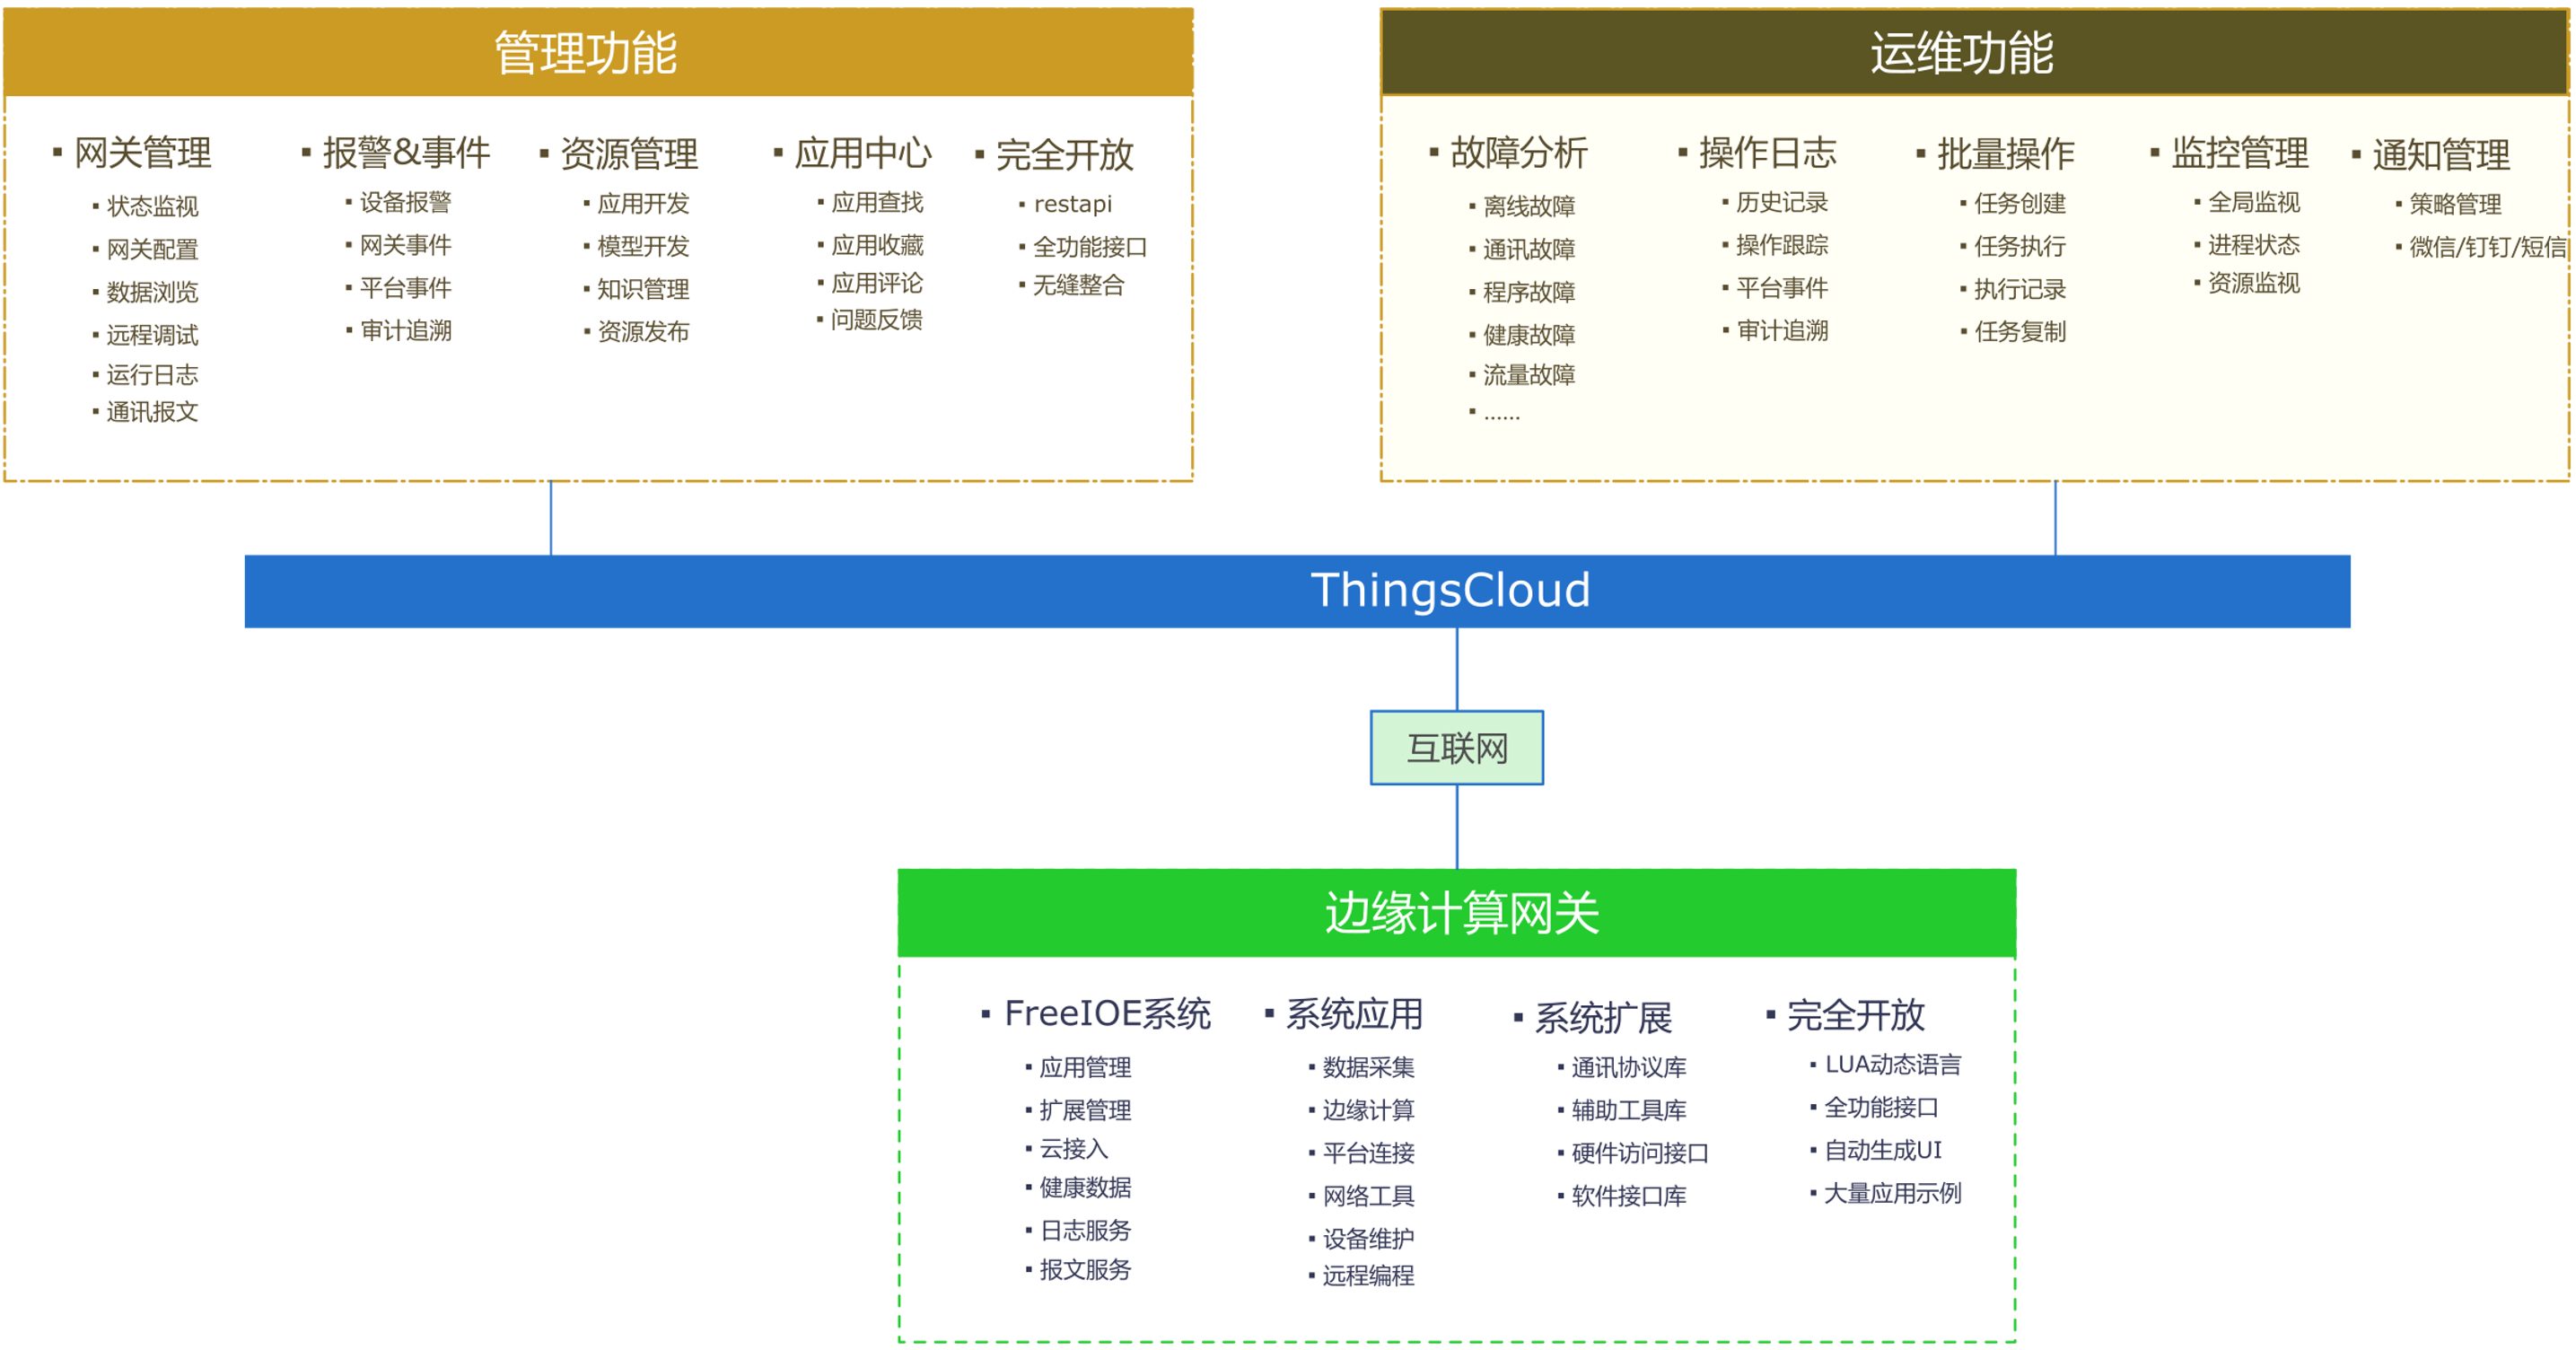 管理功能
网关管理
状态监视
网关配置
数据浏览
远程调试
运行日志
通讯报文
报警&事件
设备报警
网关事件
平台事件
审计追溯
资源管理
应用开发
模型开发
知识管理
资源发布
应用中心
应用查找
应用收藏
应用评论
问题反馈
完全开放
restapi
全功能接口
无缝整合
运维功能
故障分析
离线故障
通讯故障
程序故障
健康故障
流量故障
......
操作日志
历史记录
操作跟踪
平台事件
审计追溯
批量操作
任务创建
任务执行
执行记录
任务复制
监控管理
全局监视
进程状态
资源监视
通知管理
策略管理
微信/钉钉/短信
ThingsCloud
互联网
边缘计算网关
FreeIOE系统
应用管理
扩展管理
云接入
健康数据
日志服务
报文服务
系统应用
数据采集
边缘计算
平台连接
网络工具
设备维护
远程编程
系统扩展
通讯协议库
辅助工具库
硬件访问接口
软件接口库
完全开放
LUA动态语言
全功能接口
自动生成UI
大量应用示例